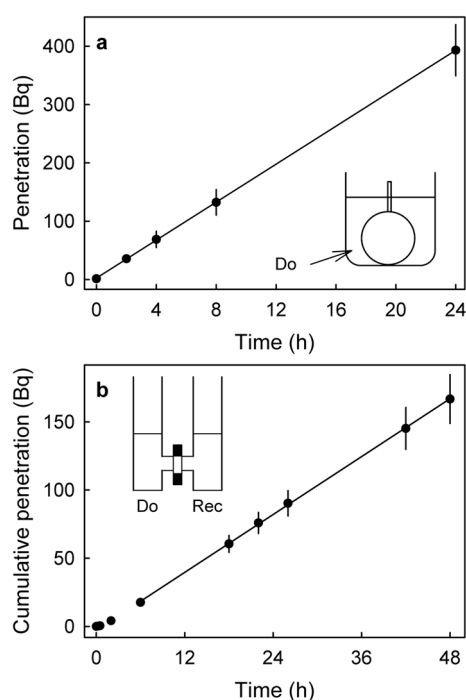 a
400
300
200
100
0
Penetration (Bq)
Do
0 4 8 12 16 20 24
Time (h)
b
150
100
50
0
Cumulative penetration (Bq)
Do Rec
0 12 24 36 48
Time (h)